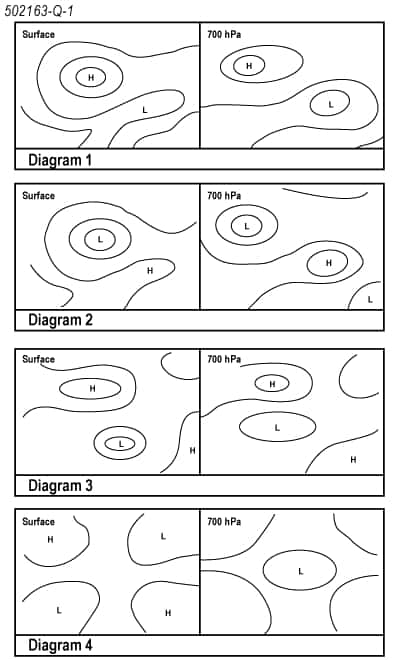 502163-Q-1
Surface 700 hPa
H H
L L
Diagram 1
Surface 700 hPa
L L
H H
L
Diagram 2
Surface 700 hPa
H H
L L
H H
Diagram 3
Surface 700 hPa
H L
L
L H
Diagram 4